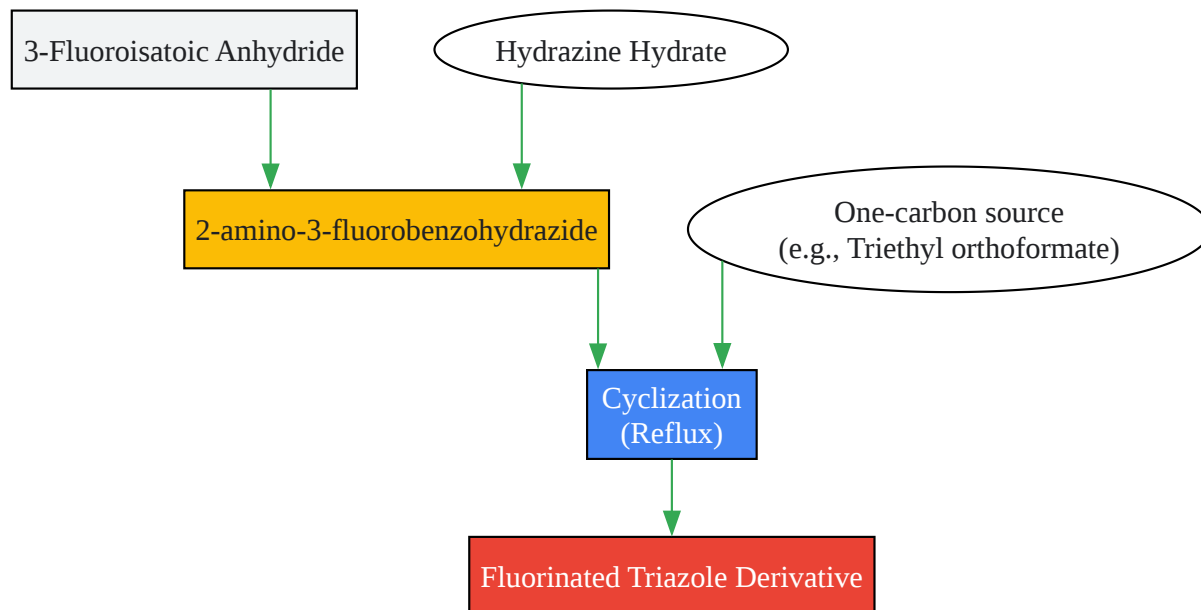 3-Fluoroisatoic Anhydride
Hydrazine Hydrate
2-amino-3-fluorobenzohydrazide
One-carbon source
(e.g., Triethyl orthoformate)
Cyclization
(Reflux)
Fluorinated Triazole Derivative